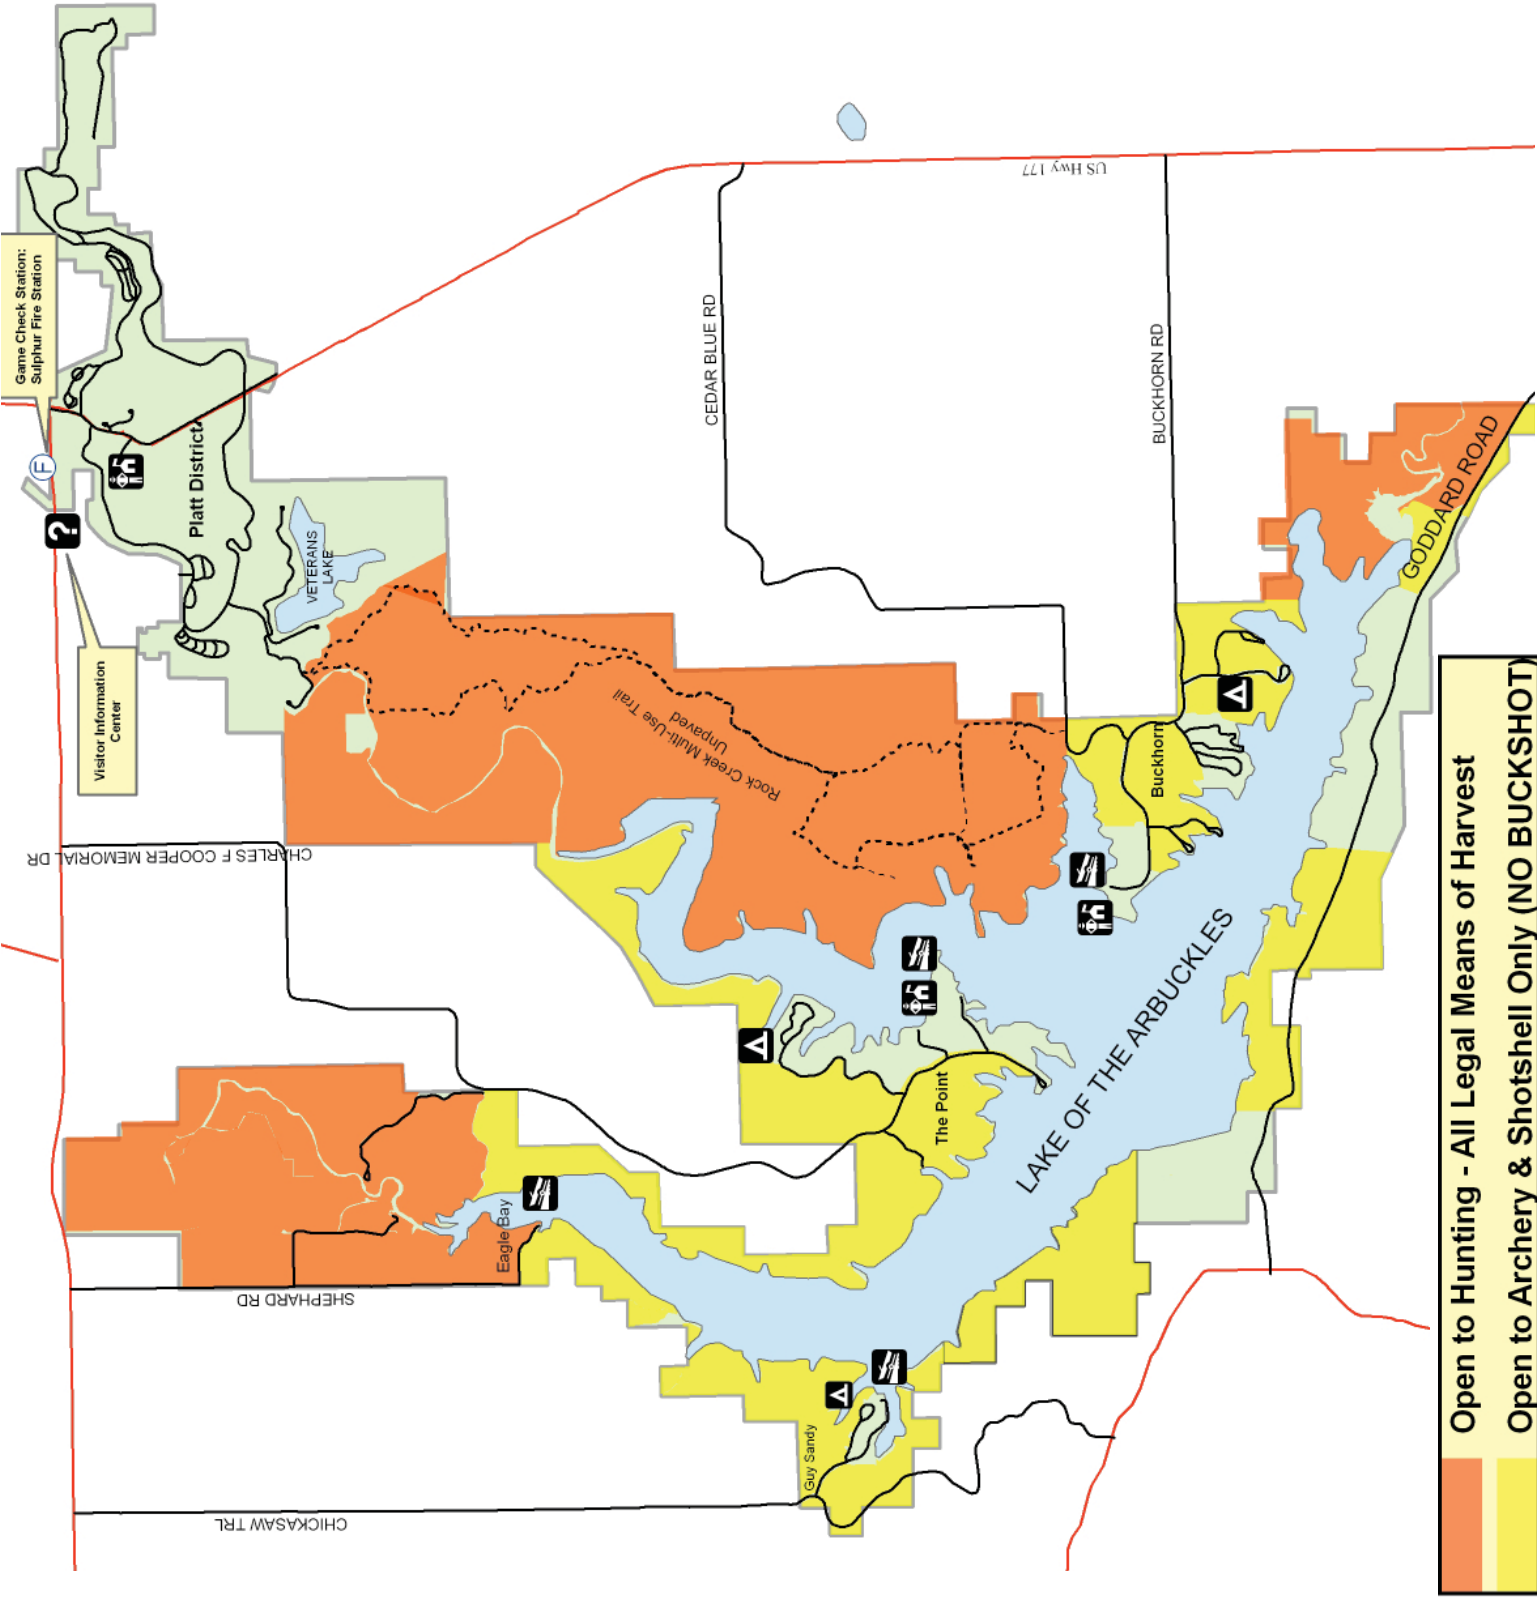 Game Check Station:
Sulphur Fire Station
F
?
Platt District
Visitor Information
Center
VETERANS
LAKE
CHARLES F COOPER MEMORIAL DR
US Hwy 177
CEDAR BLUE RD
BUCKHORN RD
Rock Creek Multi-Use Trail
Unpaved
Buckhorn
GODDARD ROAD
LAKE OF THE ARBUCKLES
The Point
Eagle Bay
SHEPHARD RD
Guy Sandy
CHICKASAW TRL
Open to Hunting - All Legal Means of Harvest
Open to Archery & Shotshell Only (NO BUCKSHOT)